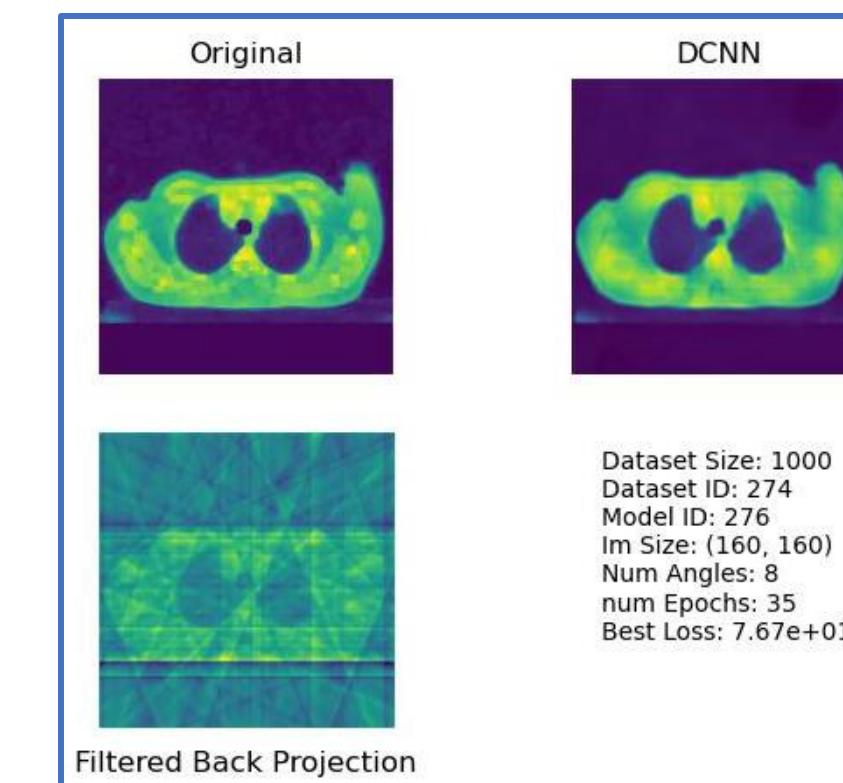 Original
DCNN
Dataset Size: 1000
Dataset ID: 274
Model ID: 276
Im Size: (160, 160)
Num Angles: 8
num Epochs: 35
Best Loss: 7.67e+01
Filtered Back Projection